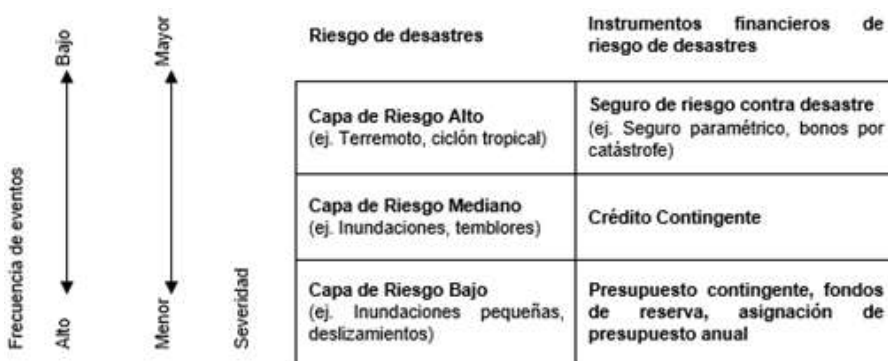 Frecuencia de eventos
Alto
Bajo
Menor
Mayor
Severidad
Riesgo de desastres
Instrumentos financieros de
riesgo de desastres
Capa de Riesgo Alto
(ej. Terremoto, ciclón tropical)
Seguro de riesgo contra desastre
(ej. Seguro paramétrico, bonos por
catástrofe)
Capa de Riesgo Mediano
(ej. Inundaciones, temblores)
Crédito Contingente
Capa de Riesgo Bajo
(ej. Inundaciones pequeñas,
deslizamientos)
Presupuesto contingente, fondos
de reserva, asignación de
presupuesto anual